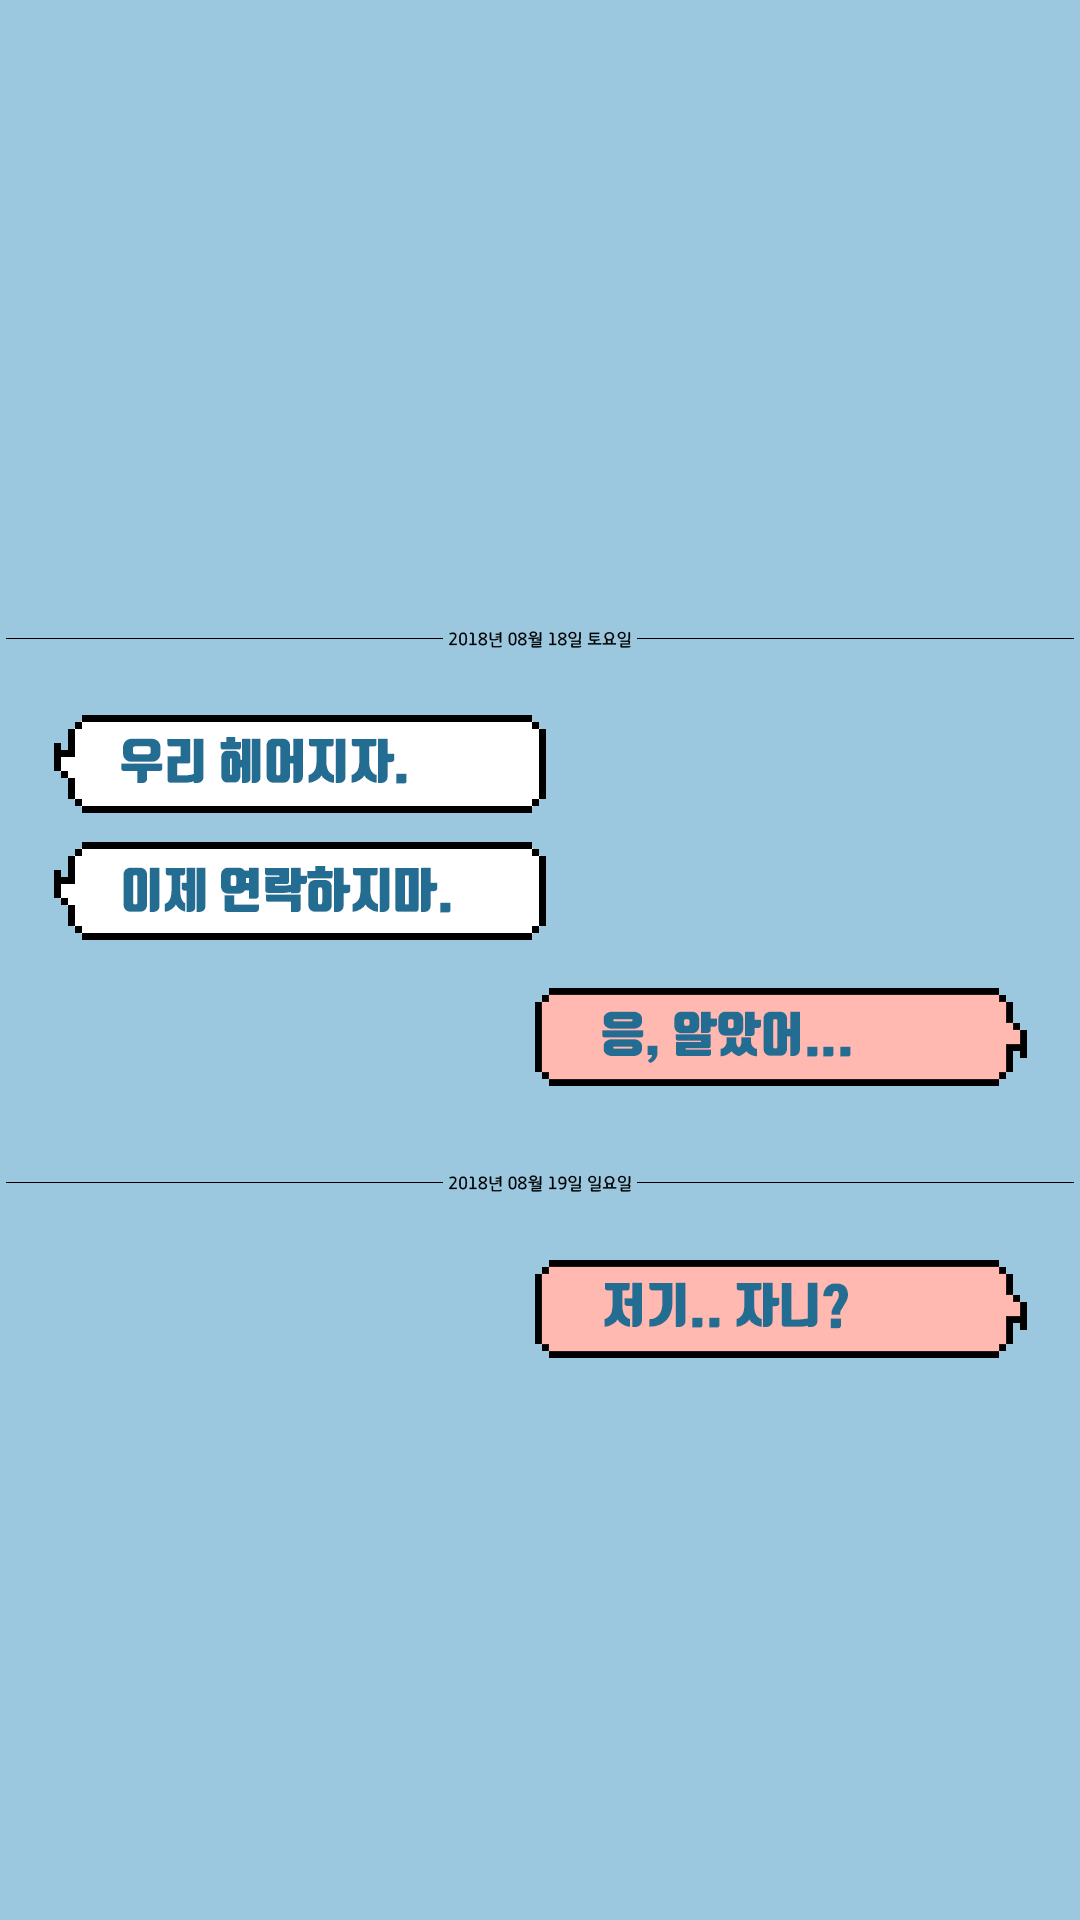 2018년 08월 18일 토요일
우리 헤어지자.
이제 연락하지마.
응, 알았어...
2018년 08월 19일 일요일
저기.. 자니?